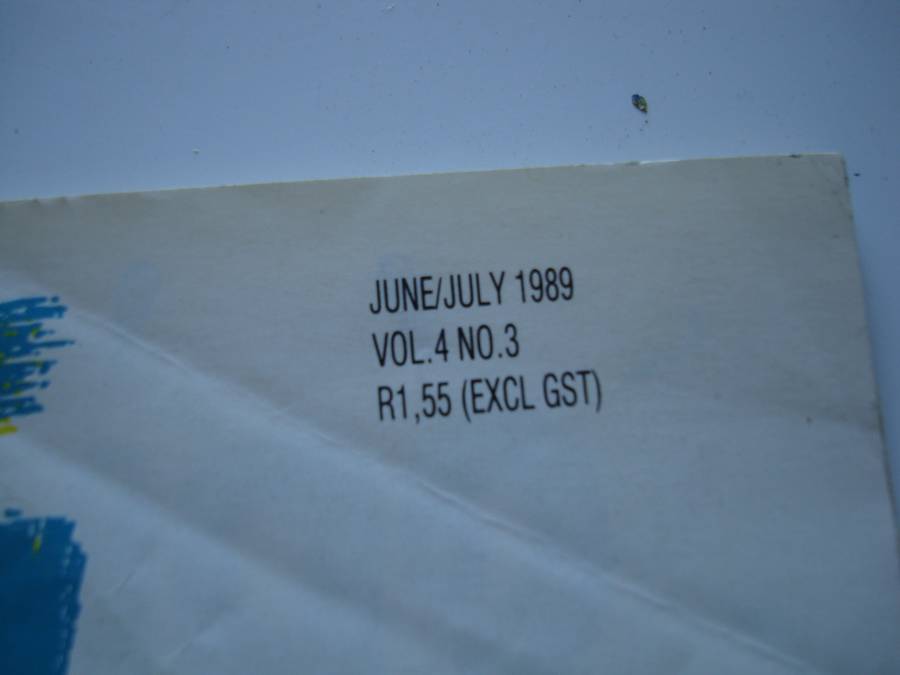 JUNE/JULY 1989
VOL.4 NO.3
R1,55 (EXCL GST)